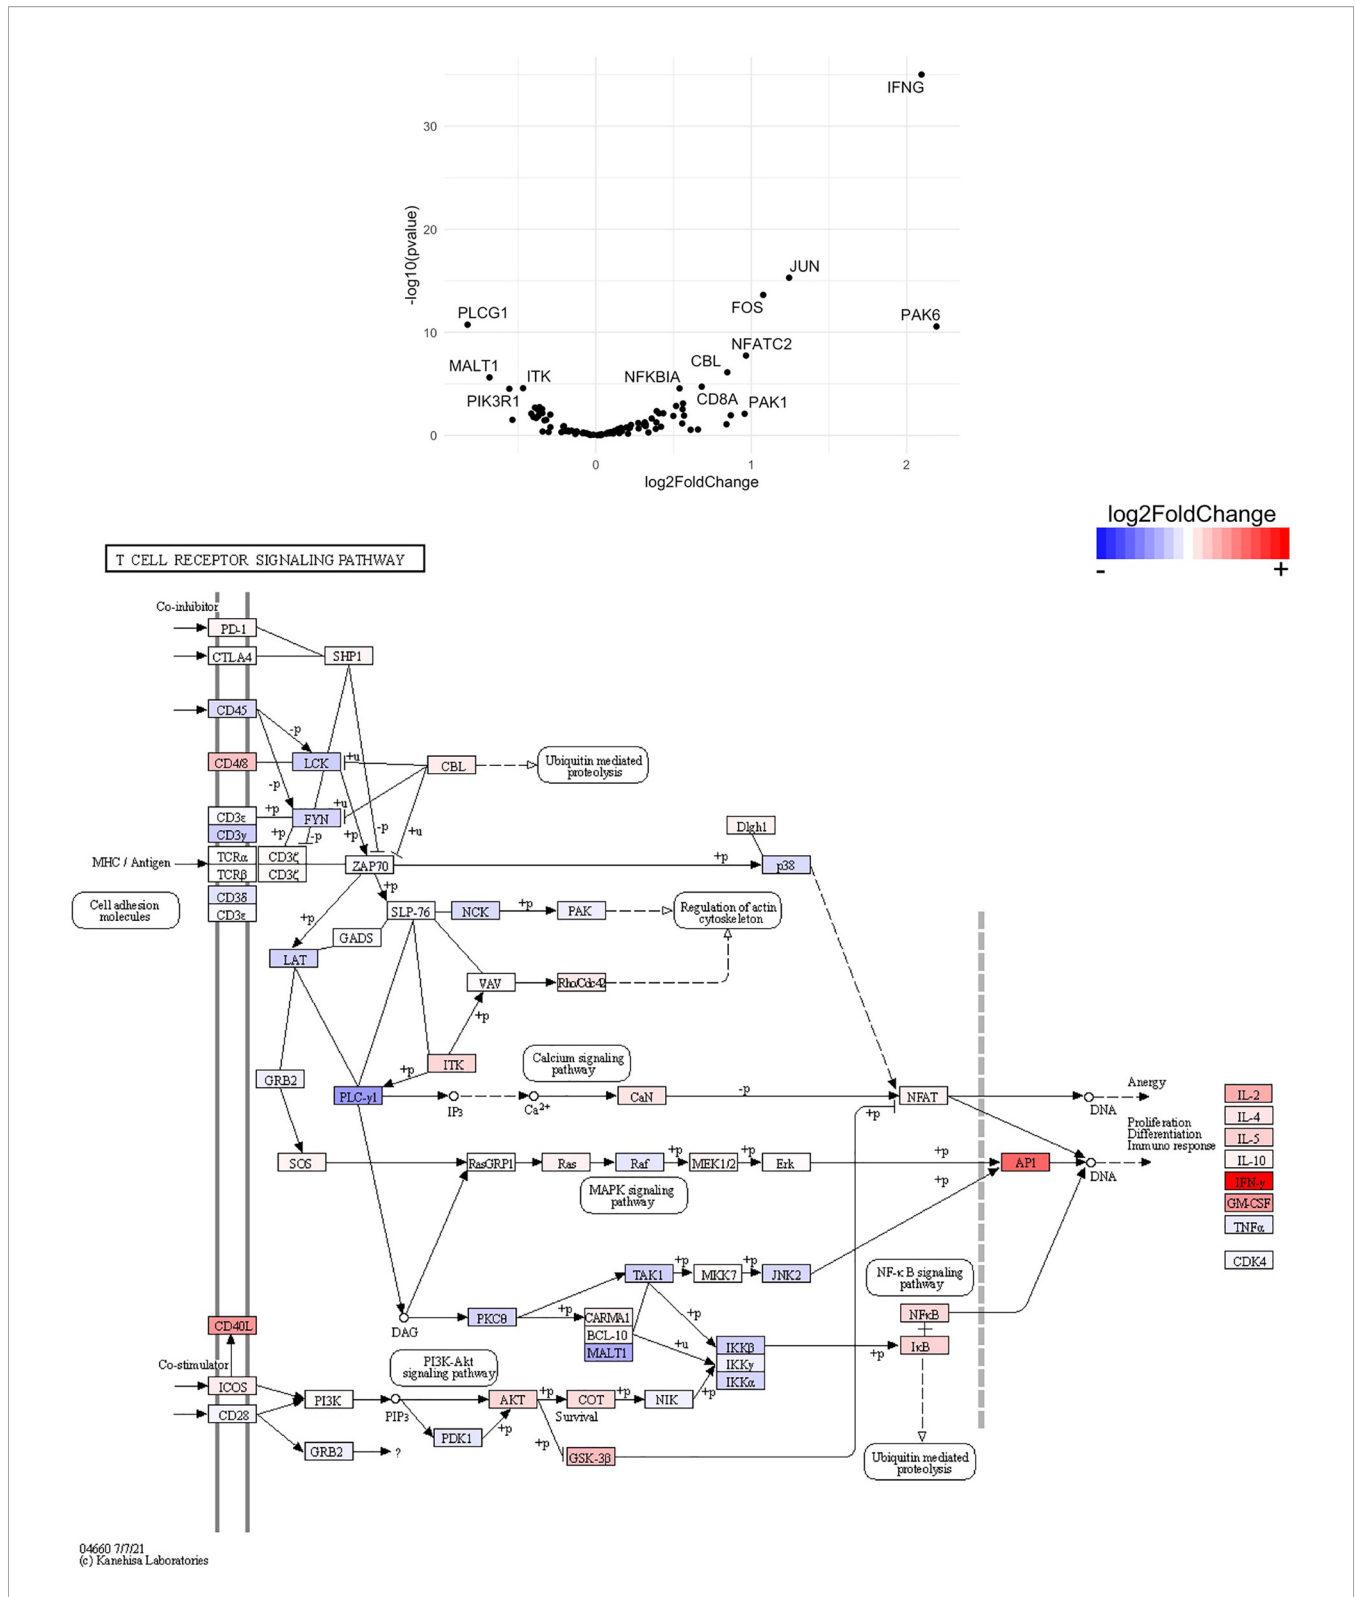 IFNG
30
20
10
0
-log10(pvalue)
JUN
FOS
PAK6
PLCG1
NFATC2
CBL
MALT1
ITK
NFKBIA
CD8A
PAK1
PIK3R1
0
1
2
log2FoldChange
log2FoldChange
-
+
T CELL RECEPTOR SIGNALING PATHWAY
Co-inhibitor
PD-1
CTLA4
SHP1
CD45
-p
CD4/8
LCK
+u
CBL
Ubiquitin mediated
proteolysis
-p
CD3ε
+p
FYN
+u
CD3γ
+p
-p
+p
-p
+u
Dlgh1
MHC / Antigen
TCRα
CD3ζ
TCRβ
CD3ζ
ZAP70
+p
p38
+p
Cell adhesion
molecules
CD3δ
CD3ε
+p
SLP-76
NCK
+p
PAK
Regulation of actin
cytoskeleton
GADS
LAT
VAV
Rho/Cdc42
+p
ITK
GRB2
+p
PLC-γ1
IP3
Ca2+
Calcium signaling
pathway
CaN
-p
+p
NFAT
DNA
Anergy
Proliferation
Differentiation
Immuno response
IL-2
IL-4
IL-5
IL-10
IFN-γ
GM-CSF
TNFα
CDK4
SOS
RasGRP1
Ras
Raf
+p
MEK1/2
+p
Erk
+p
+p
AP1
DNA
MAPK signaling
pathway
TAK1
+p
MKK7
+p
JNK2
NF-κB signaling
pathway
CD40L
DAG
PKCθ
+p
CARMA1
BCL-10
MALT1
+p
+u
IKKβ
IKKγ
IKKα
+p
NFκB
IκB
Co-stimulator
ICOS
CD28
PI3K
PIP3
PI3K-Akt
signaling pathway
AKT
+p
COT
+p
NIK
+p
Survival
PDK1
+p
+p
GSK-3β
GRB2
?
Ubiquitin mediated
proteolysis
04660 7/7/21
(c) Kanehisa Laboratories